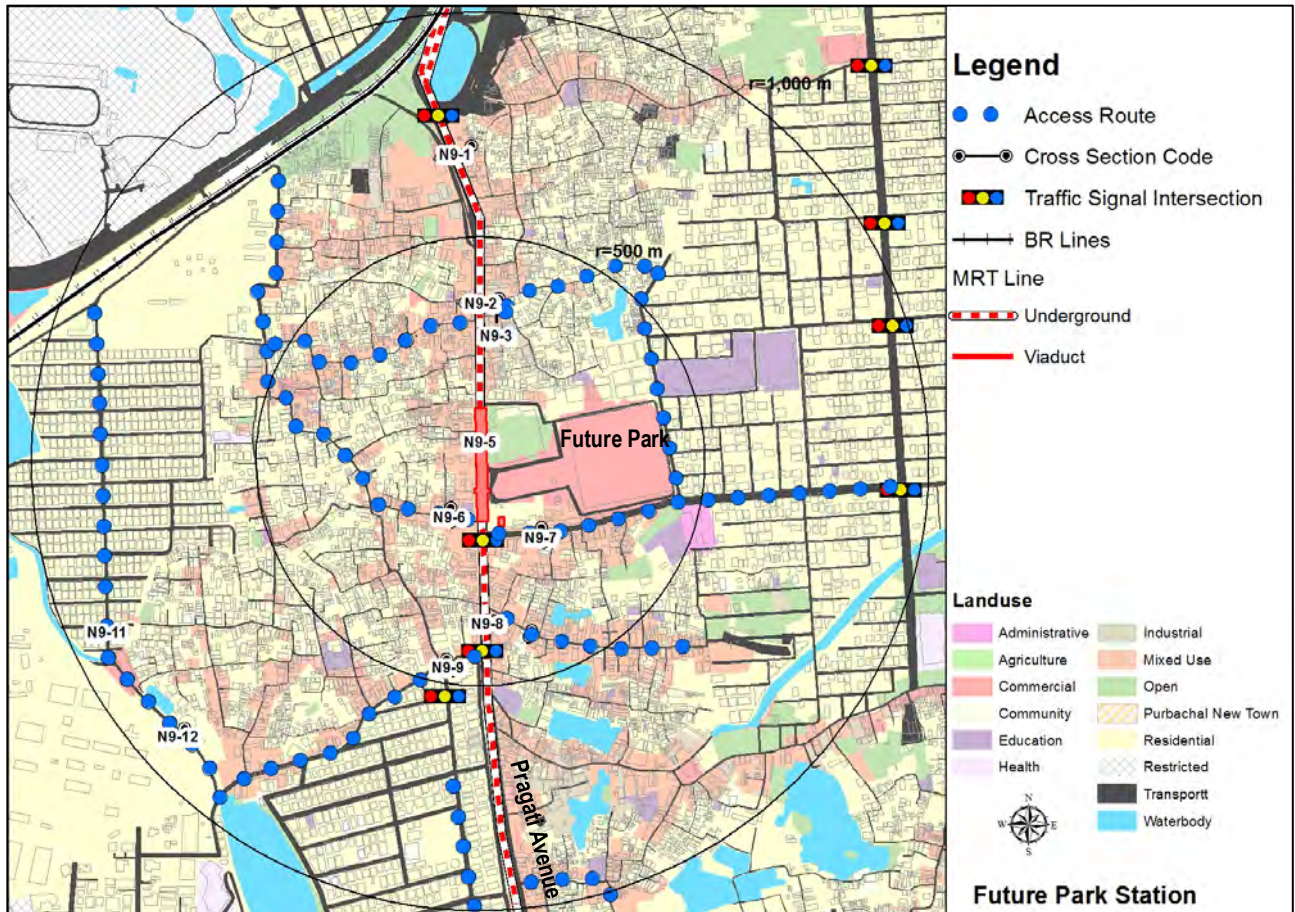 r=1,000 m
N9-1
r=500 m
N9-2
N9-3
N9-5
Future Park
N9-6
N9-7
N9-8
N9-9
N9-11
N9-12
Pragati Avenue
Legend
Access Route
Cross Section Code
Traffic Signal Intersection
BR Lines
MRT Line
Underground
Viaduct
Landuse
Administrative
Agriculture
Commercial
Community
Education
Health
Industrial
Mixed Use
Open
Purbachal New Town
Residential
Restricted
Transportt
Waterbody
N
W E
S
Future Park Station